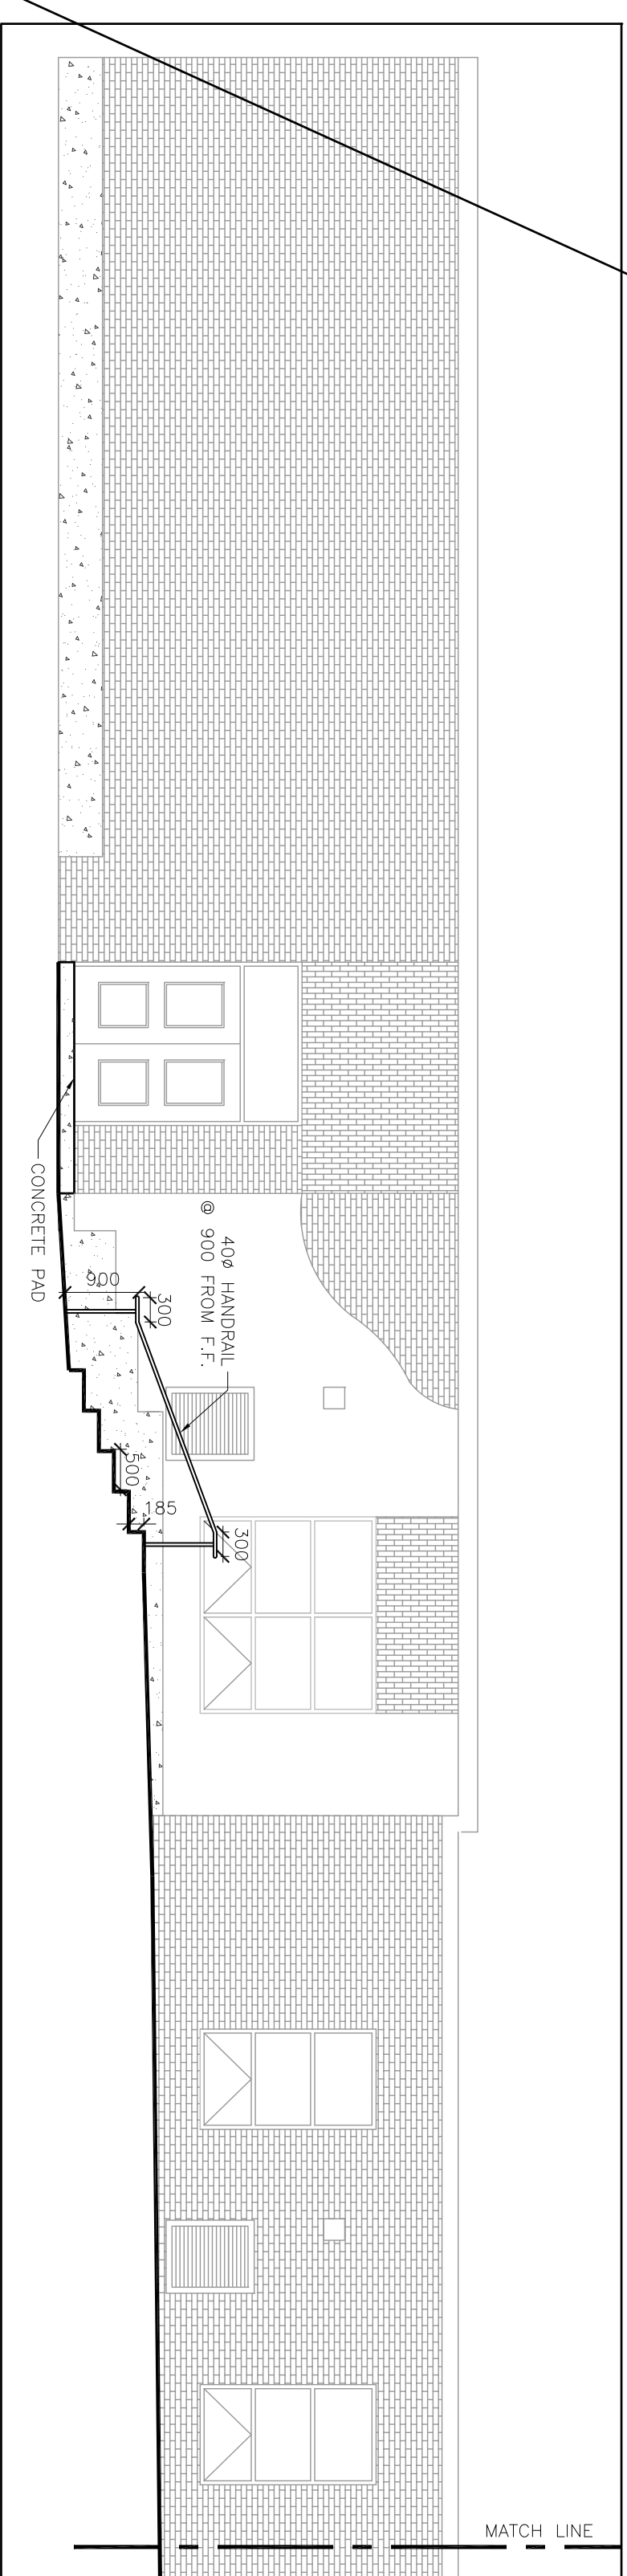 CONCRETE PAD
900
300
40ø HANDRAIL
@ 900 FROM F.F.
500
185
300
MATCH LINE